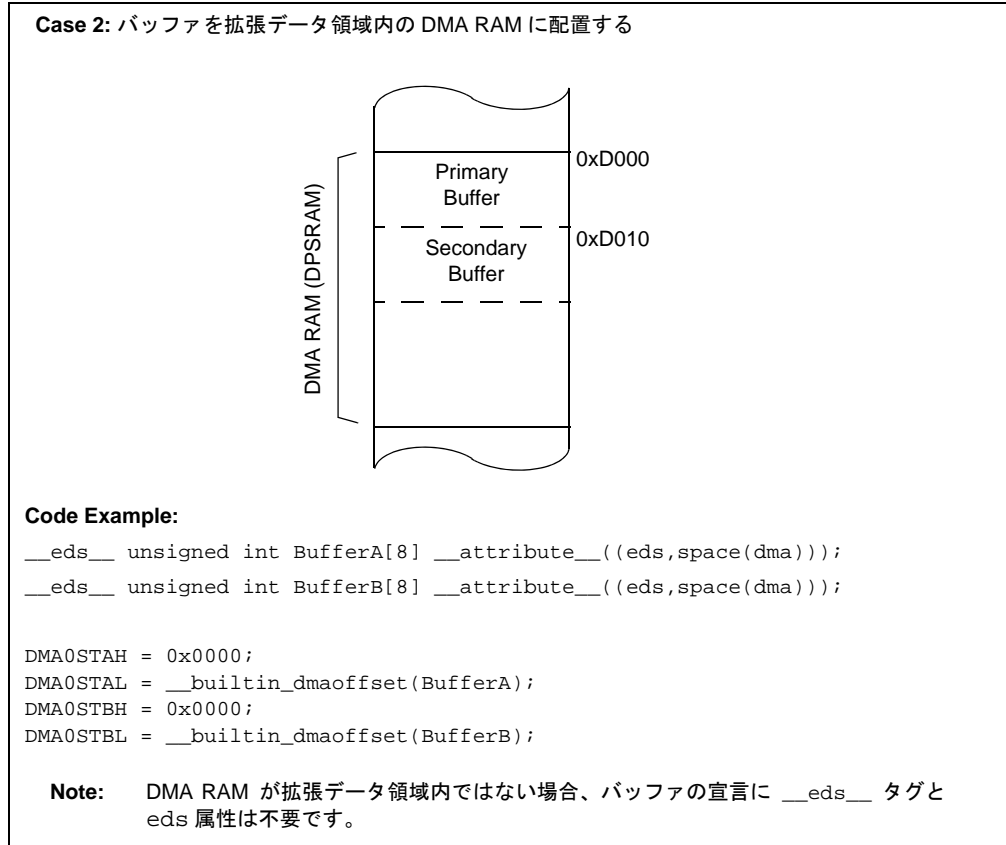 Case 2: バッファを拡張データ領域内の DMA RAM に配置する
0xD000
Primary
Buffer
0xD010
Secondary
Buffer
DMA RAM (DPSRAM)
Code Example:
__eds__ unsigned int BufferA[8] __attribute__((eds,space(dma)));
__eds__ unsigned int BufferB[8] __attribute__((eds,space(dma)));
DMA0STAH = 0x0000;
DMA0STAL = __builtin_dmaoffset(BufferA);
DMA0STBH = 0x0000;
DMA0STBL = __builtin_dmaoffset(BufferB);
Note: DMA RAM が拡張データ領域内ではない場合、バッファの宣言に __eds__ タグと
eds 属性は不要です。